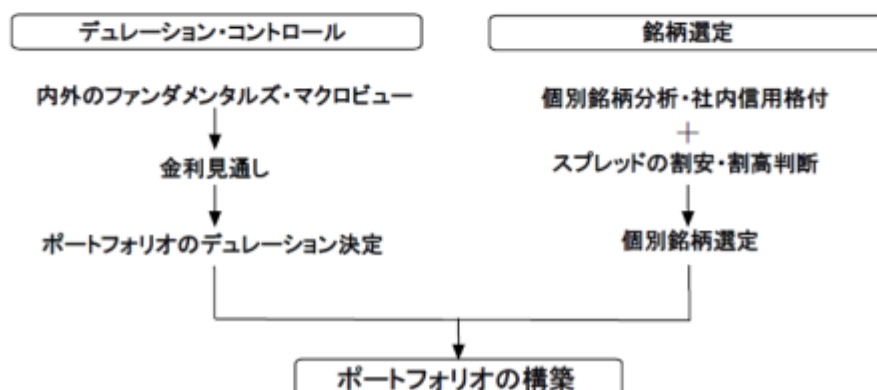 デュレーション・コントロール
内外のファンダメンタルズ・マクロビュー
金利見通し
ポートフォリオのデュレーション決定
銘柄選定
個別銘柄分析・社内信用格付
+
スプレッドの割安・割高判断
個別銘柄選定
ポートフォリオの構築